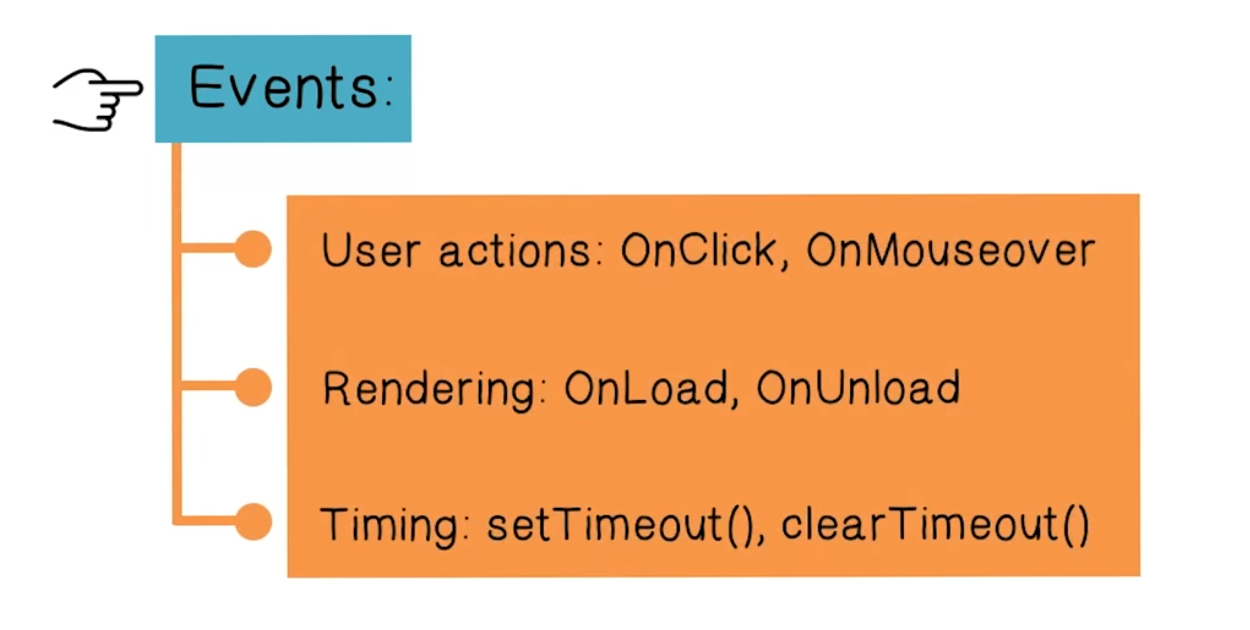 Events:
User actions: OnClick, OnMouseover
Rendering: OnLoad, OnUnload
Timing: setTimeout(), clearTimeout()